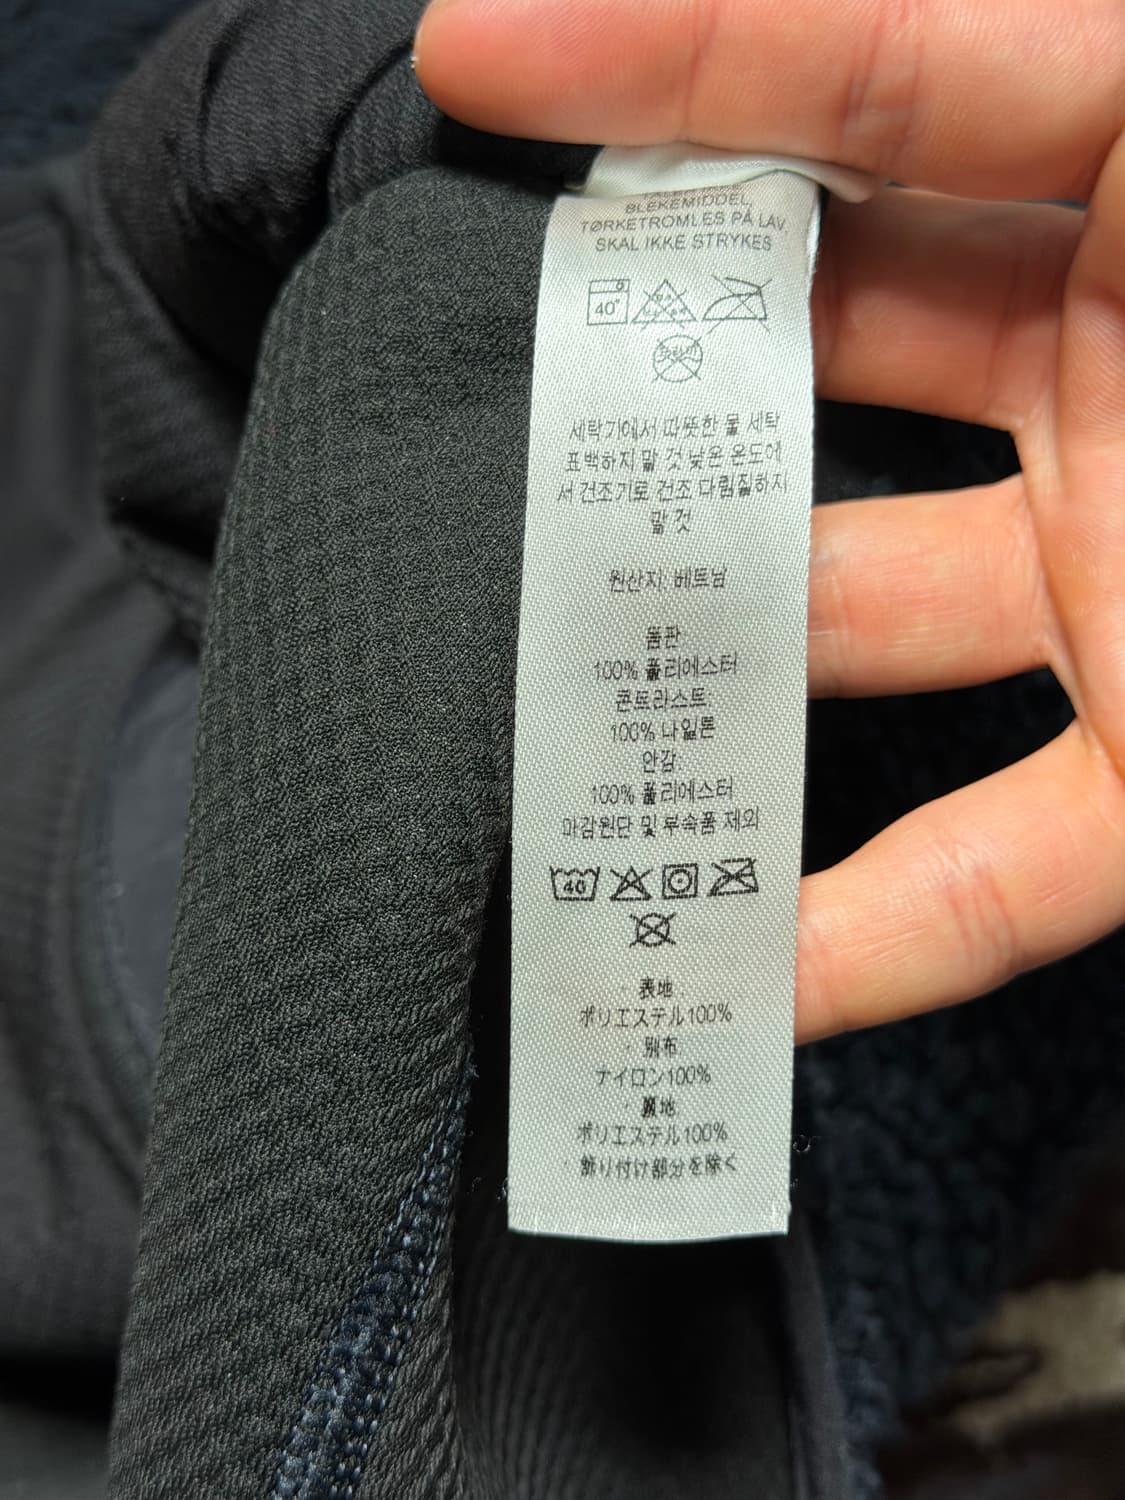 BLEKEMIDDEL,
TØRKETROMLES PÅ LAV,
SKAL IKKE STRYKES
40°
세탁기에서 따뜻한 물 세탁
표백하지 말 것 낮은 온도에
서 건조기로 건조 다림질하지
말 것
원산지: 베트남
몸판
100% 폴리에스터
콘트라스트
100% 나일론
안감
100% 폴리에스터
마감원단 및 부속품 제외
40
· 表地
ポリエステル100%
· 別布
ナイロン100%
· 裏地
ポリエステル100%
· 飾り付け部分を除く